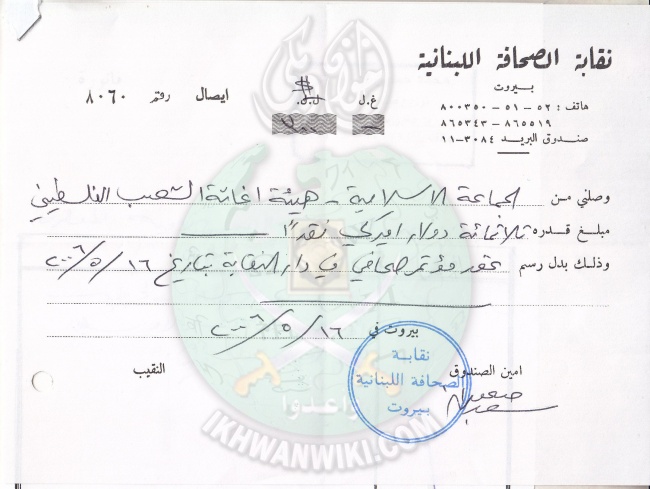 نقابة الصحافة اللبنانية
بيروت
هاتف : ٥٢ - ٥١ - ٨٠٠٣٥٠
٨٦٥٥١٩ - ٨٦٥٣٤٣
صندوق البريد ٣٠٨٤-١١
غ.ل
ل.ل. $
ايصال رقم ٨٠٦٠
وصلني من الجماعة الاسلامية - هيئة اغاثة الشعب الفلسطيني
مبلغ قدره ثلاثمائة دولار اميركي نقدًا
وذلك بدل رسم عقد مؤتمر صحافي في دار النقابة بتاريخ ١٦/٥/٢٠٠٦
بيروت في ١٦/٥/٢٠٠٦
امين الصندوق
النقيب
نقابة
الصحافة اللبنانية
بيروت
واعدوا
IKHWANWIKI.COM